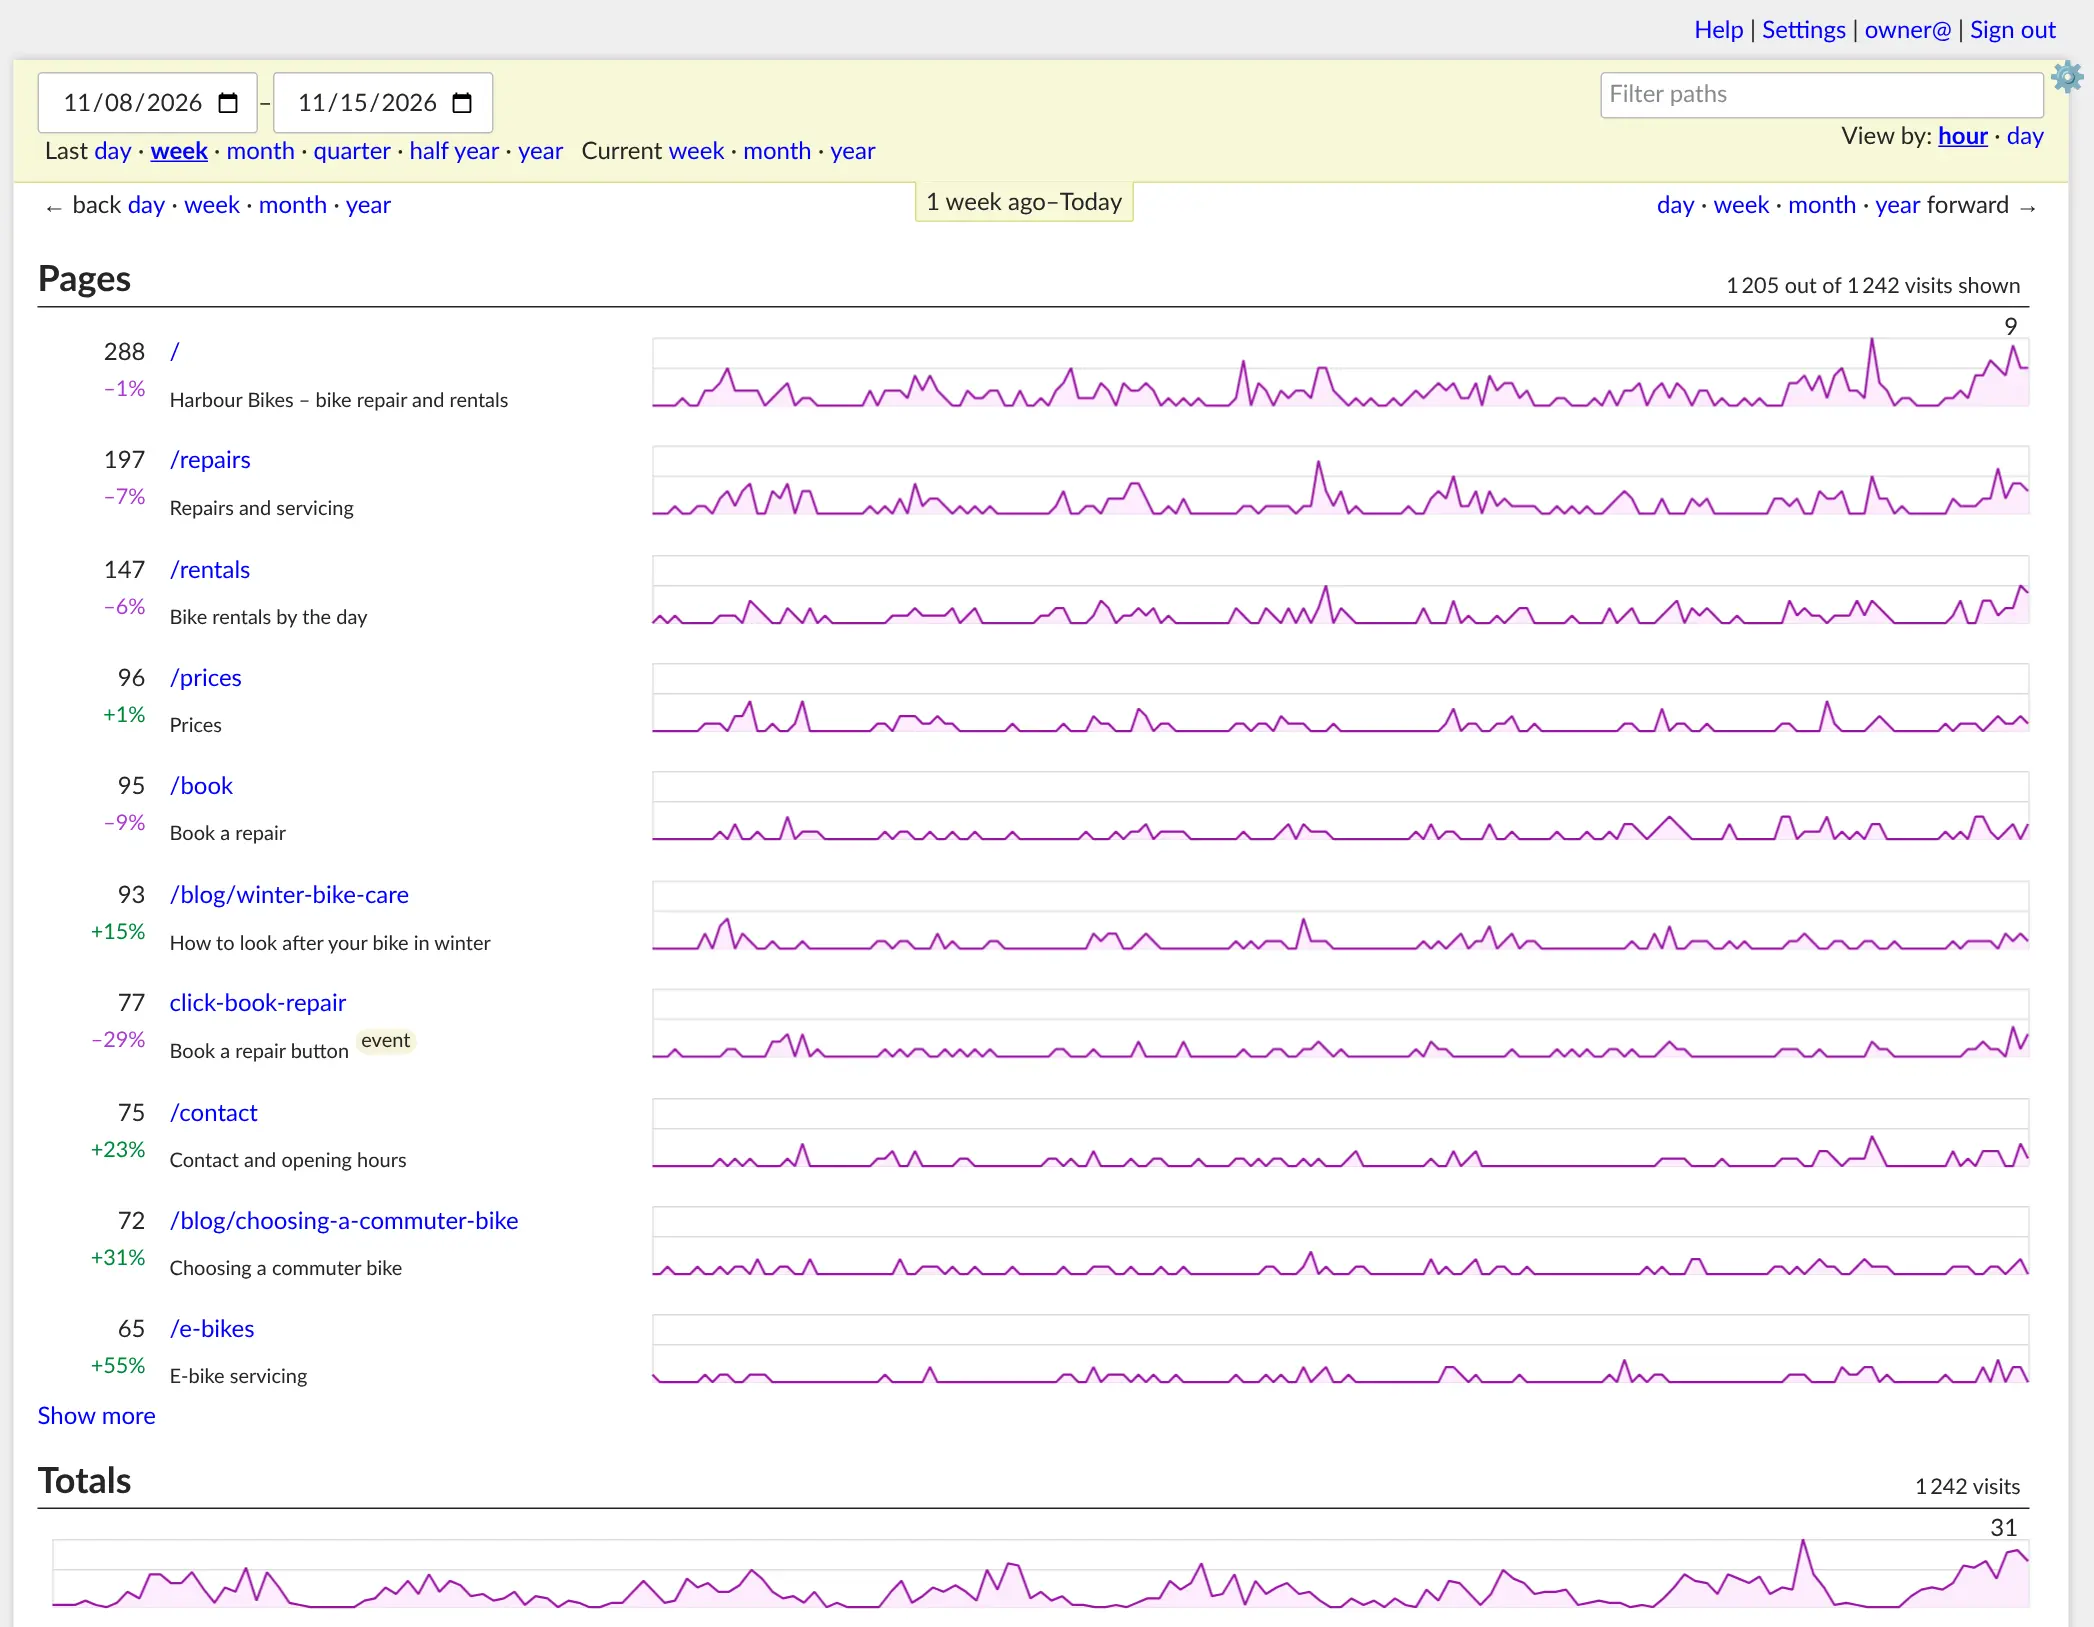 Help | Settings | owner@ | Sign out
11/08/2026 – 11/15/2026
Filter paths
Last day · week · month · quarter · half year · year Current week · month · year
View by: hour · day
← back day · week · month · year
1 week ago–Today
day · week · month · year forward →
Pages
1 205 out of 1 242 visits shown
9
288 /
–1% Harbour Bikes – bike repair and rentals
197 /repairs
–7% Repairs and servicing
147 /rentals
–6% Bike rentals by the day
96 /prices
+1% Prices
95 /book
–9% Book a repair
93 /blog/winter-bike-care
+15% How to look after your bike in winter
77 click-book-repair
–29% Book a repair button event
75 /contact
+23% Contact and opening hours
72 /blog/choosing-a-commuter-bike
+31% Choosing a commuter bike
65 /e-bikes
+55% E-bike servicing
Show more
Totals
1 242 visits
31